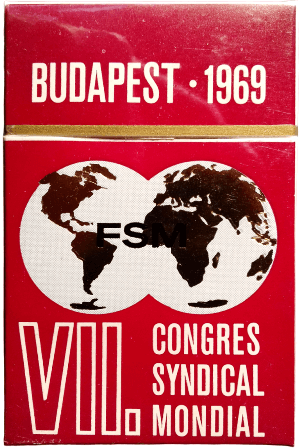 BUDAPEST · 1969
FSM
VII.
CONGRES
SYNDICAL
MONDIAL